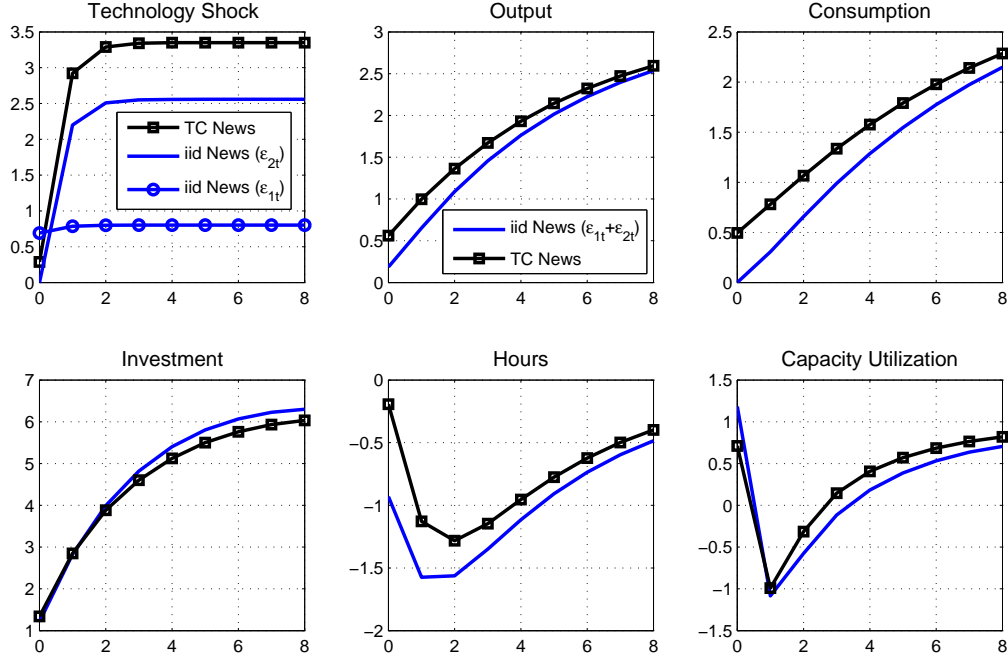 Technology Shock
3.5
3
2.5
2
1.5
1
0.5
0
0 2 4 6 8
TC News
iid News (ε2t)
iid News (ε1t)
Output
3
2.5
2
1.5
1
0.5
0
0 2 4 6 8
iid News (ε1t+ε2t)
TC News
Consumption
2.5
2
1.5
1
0.5
0
0 2 4 6 8
Investment
7
6
5
4
3
2
1
0 2 4 6 8
Hours
0
−0.5
−1
−1.5
−2
0 2 4 6 8
Capacity Utilization
1.5
1
0.5
0
−0.5
−1
−1.5
0 2 4 6 8